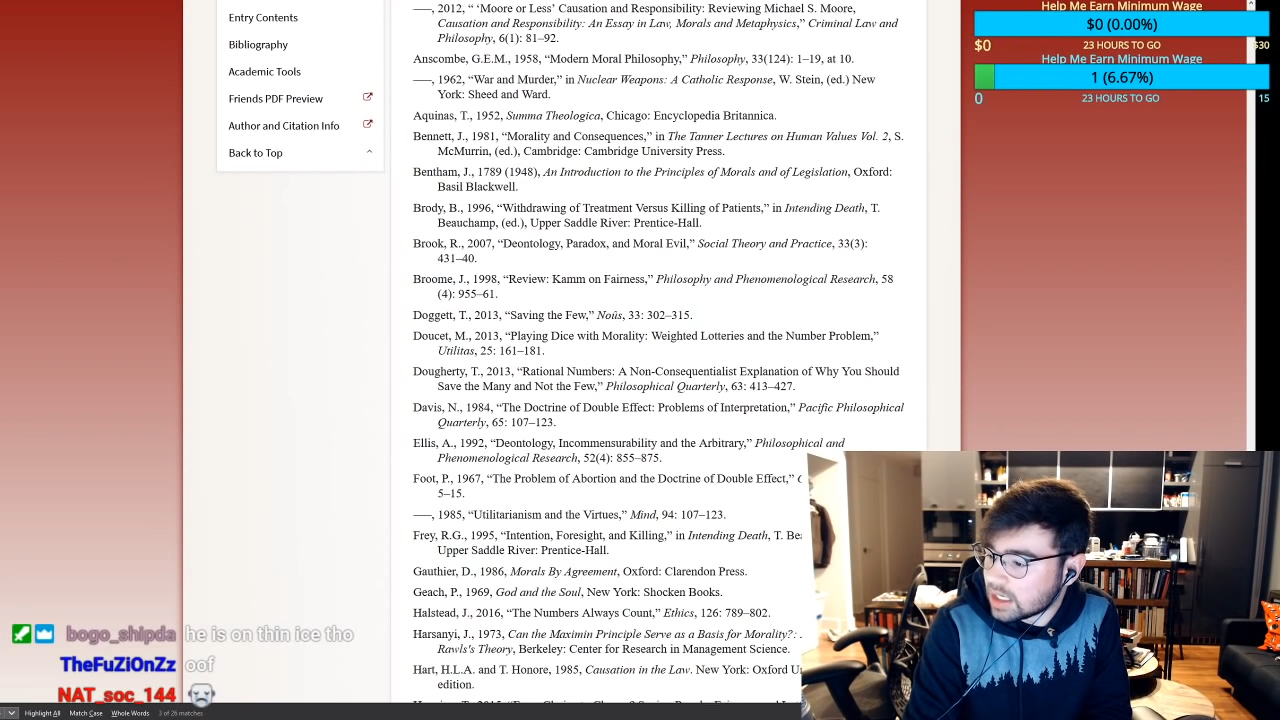 Entry Contents
Bibliography
Academic Tools
Friends PDF Preview
Author and Citation Info
Back to Top
–––, 2012, “ ‘Moore or Less’ Causation and Responsibility: Reviewing Michael S. Moore,
Causation and Responsibility: An Essay in Law, Morals and Metaphysics,” Criminal Law and
Philosophy, 6(1): 81–92.
Anscombe, G.E.M., 1958, “Modern Moral Philosophy,” Philosophy, 33(124): 1–19, at 10.
–––, 1962, “War and Murder,” in Nuclear Weapons: A Catholic Response, W. Stein, (ed.) New
York: Sheed and Ward.
Aquinas, T., 1952, Summa Theologica, Chicago: Encyclopedia Britannica.
Bennett, J., 1981, “Morality and Consequences,” in The Tanner Lectures on Human Values Vol. 2, S.
McMurrin, (ed.), Cambridge: Cambridge University Press.
Bentham, J., 1789 (1948), An Introduction to the Principles of Morals and of Legislation, Oxford:
Basil Blackwell.
Brody, B., 1996, “Withdrawing of Treatment Versus Killing of Patients,” in Intending Death, T.
Beauchamp, (ed.), Upper Saddle River: Prentice-Hall.
Brook, R., 2007, “Deontology, Paradox, and Moral Evil,” Social Theory and Practice, 33(3):
431–40.
Broome, J., 1998, “Review: Kamm on Fairness,” Philosophy and Phenomenological Research, 58
(4): 955–61.
Doggett, T., 2013, “Saving the Few,” Noûs, 33: 302–315.
Doucet, M., 2013, “Playing Dice with Morality: Weighted Lotteries and the Number Problem,”
Utilitas, 25: 161–181.
Dougherty, T., 2013, “Rational Numbers: A Non-Consequentialist Explanation of Why You Should
Save the Many and Not the Few,” Philosophical Quarterly, 63: 413–427.
Davis, N., 1984, “The Doctrine of Double Effect: Problems of Interpretation,” Pacific Philosophical
Quarterly, 65: 107–123.
Ellis, A., 1992, “Deontology, Incommensurability and the Arbitrary,” Philosophical and
Phenomenological Research, 52(4): 855–875.
Foot, P., 1967, “The Problem of Abortion and the Doctrine of Double Effect,”
5–15.
–––, 1985, “Utilitarianism and the Virtues,” Mind, 94: 107–123.
Frey, R.G., 1995, “Intention, Foresight, and Killing,” in Intending Death, T.
Upper Saddle River: Prentice-Hall.
Gauthier, D., 1986, Morals By Agreement, Oxford: Clarendon Press.
Geach, P., 1969, God and the Soul, New York: Shocken Books.
Halstead, J., 2016, “The Numbers Always Count,” Ethics, 126: 789–802.
Harsanyi, J., 1973, Can the Maximin Principle Serve as a Basis for Morality?:
Rawls's Theory, Berkeley: Center for Research in Management Science.
Hart, H.L.A. and T. Honore, 1985, Causation in the Law. New York: Oxford
edition.
Help Me Earn Minimum Wage
$0 (0.00%)
$0 23 HOURS TO GO $30
Help Me Earn Minimum Wage
1 (6.67%)
0 23 HOURS TO GO 15
bogo_shipda he is on thin ice tho
TheFuZiOnZz oof
NAT_soc_144
Highlight All Match Case Whole Words 3 of 26 matches